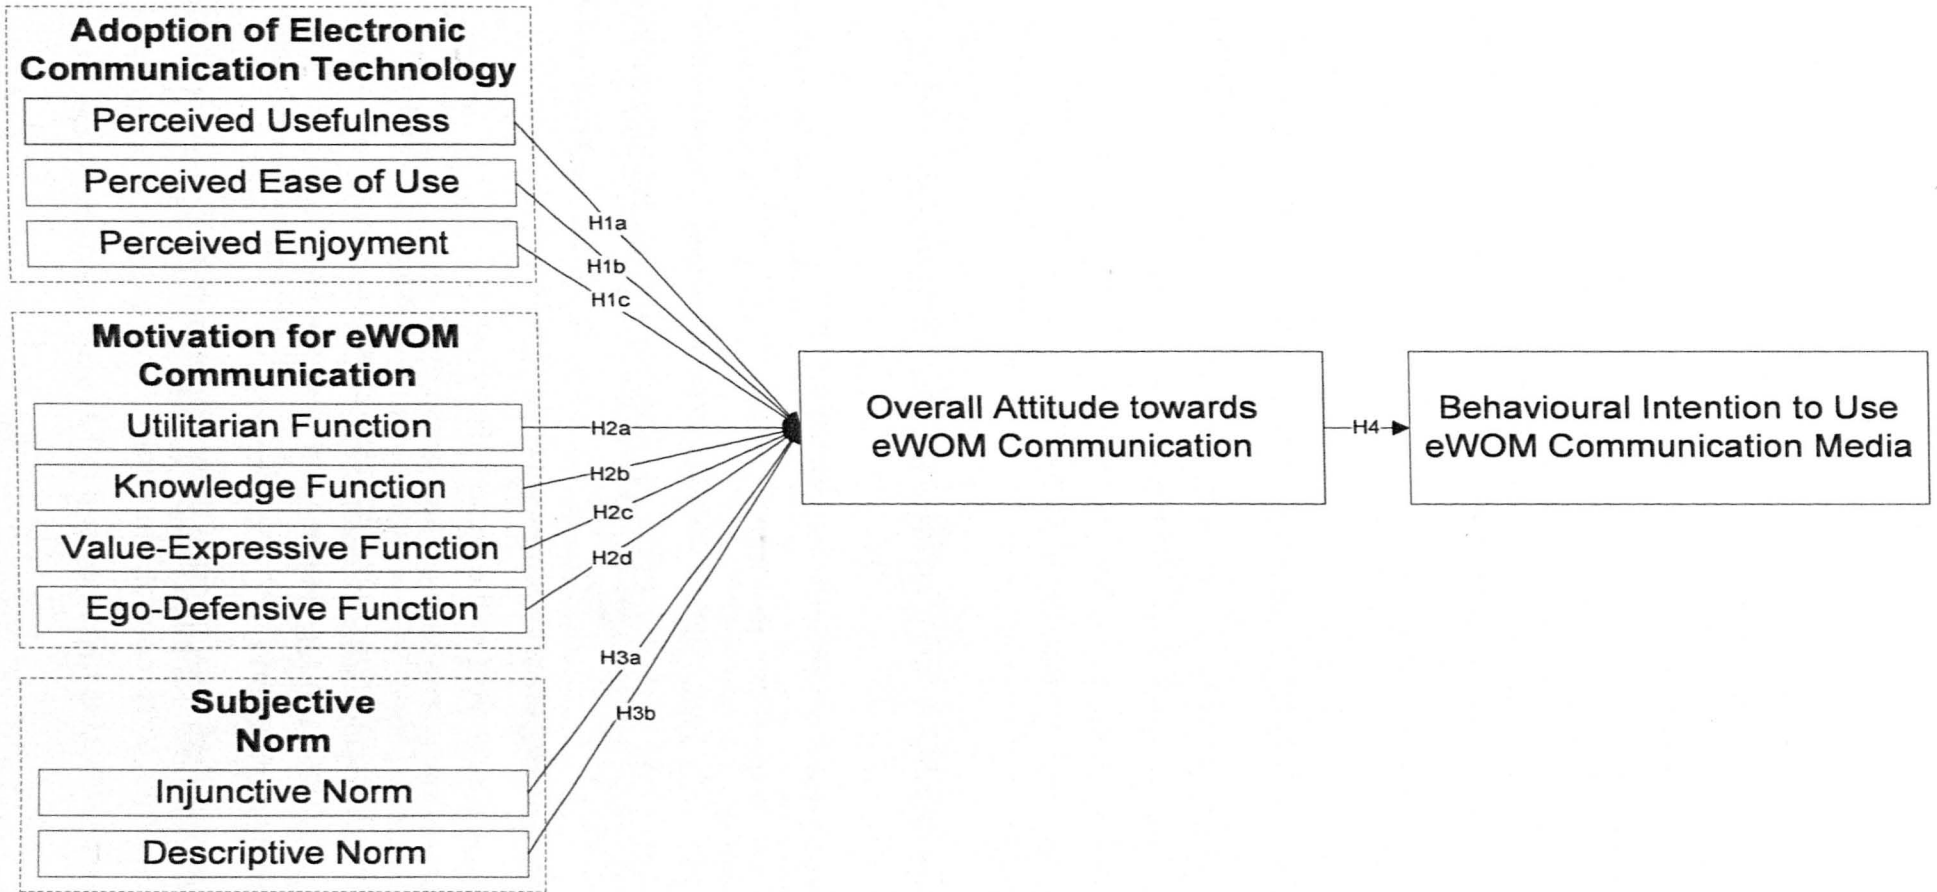 Adoption of Electronic
Communication Technology
Perceived Usefulness
Perceived Ease of Use
Perceived Enjoyment
H1a
H1b
H1c
Motivation for eWOM
Communication
Utilitarian Function
Knowledge Function
Value-Expressive Function
Ego-Defensive Function
H2a
H2b
H2c
H2d
Subjective
Norm
Injunctive Norm
Descriptive Norm
H3a
H3b
Overall Attitude towards
eWOM Communication
H4
Behavioural Intention to Use
eWOM Communication Media